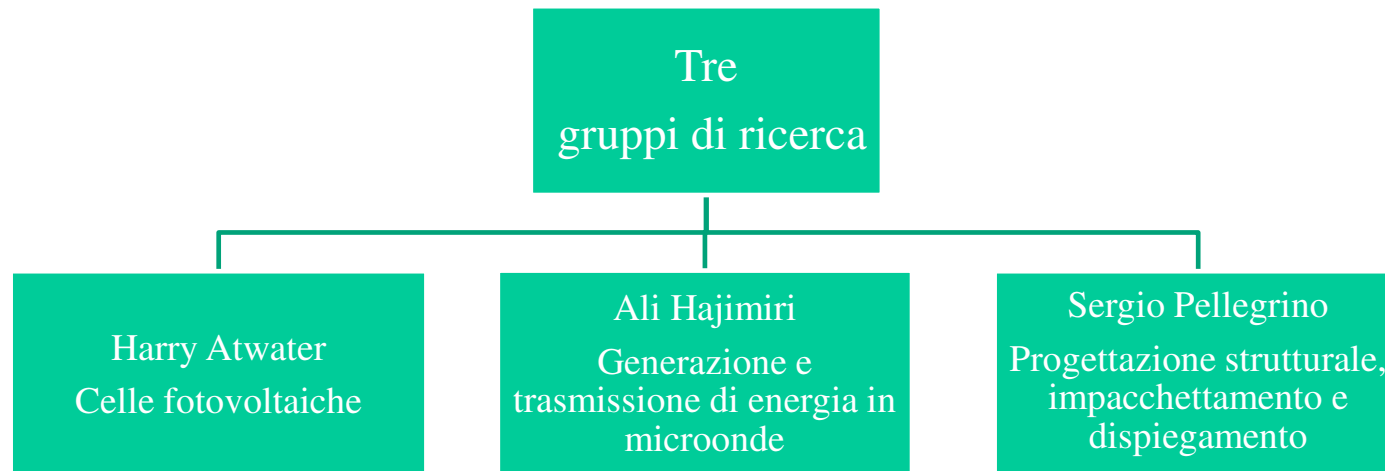 Tre
gruppi di ricerca
Harry Atwater
Celle fotovoltaiche
Ali Hajimiri
Generazione e
trasmissione di energia in
microonde
Sergio Pellegrino
Progettazione strutturale,
impacchettamento e
dispiegamento